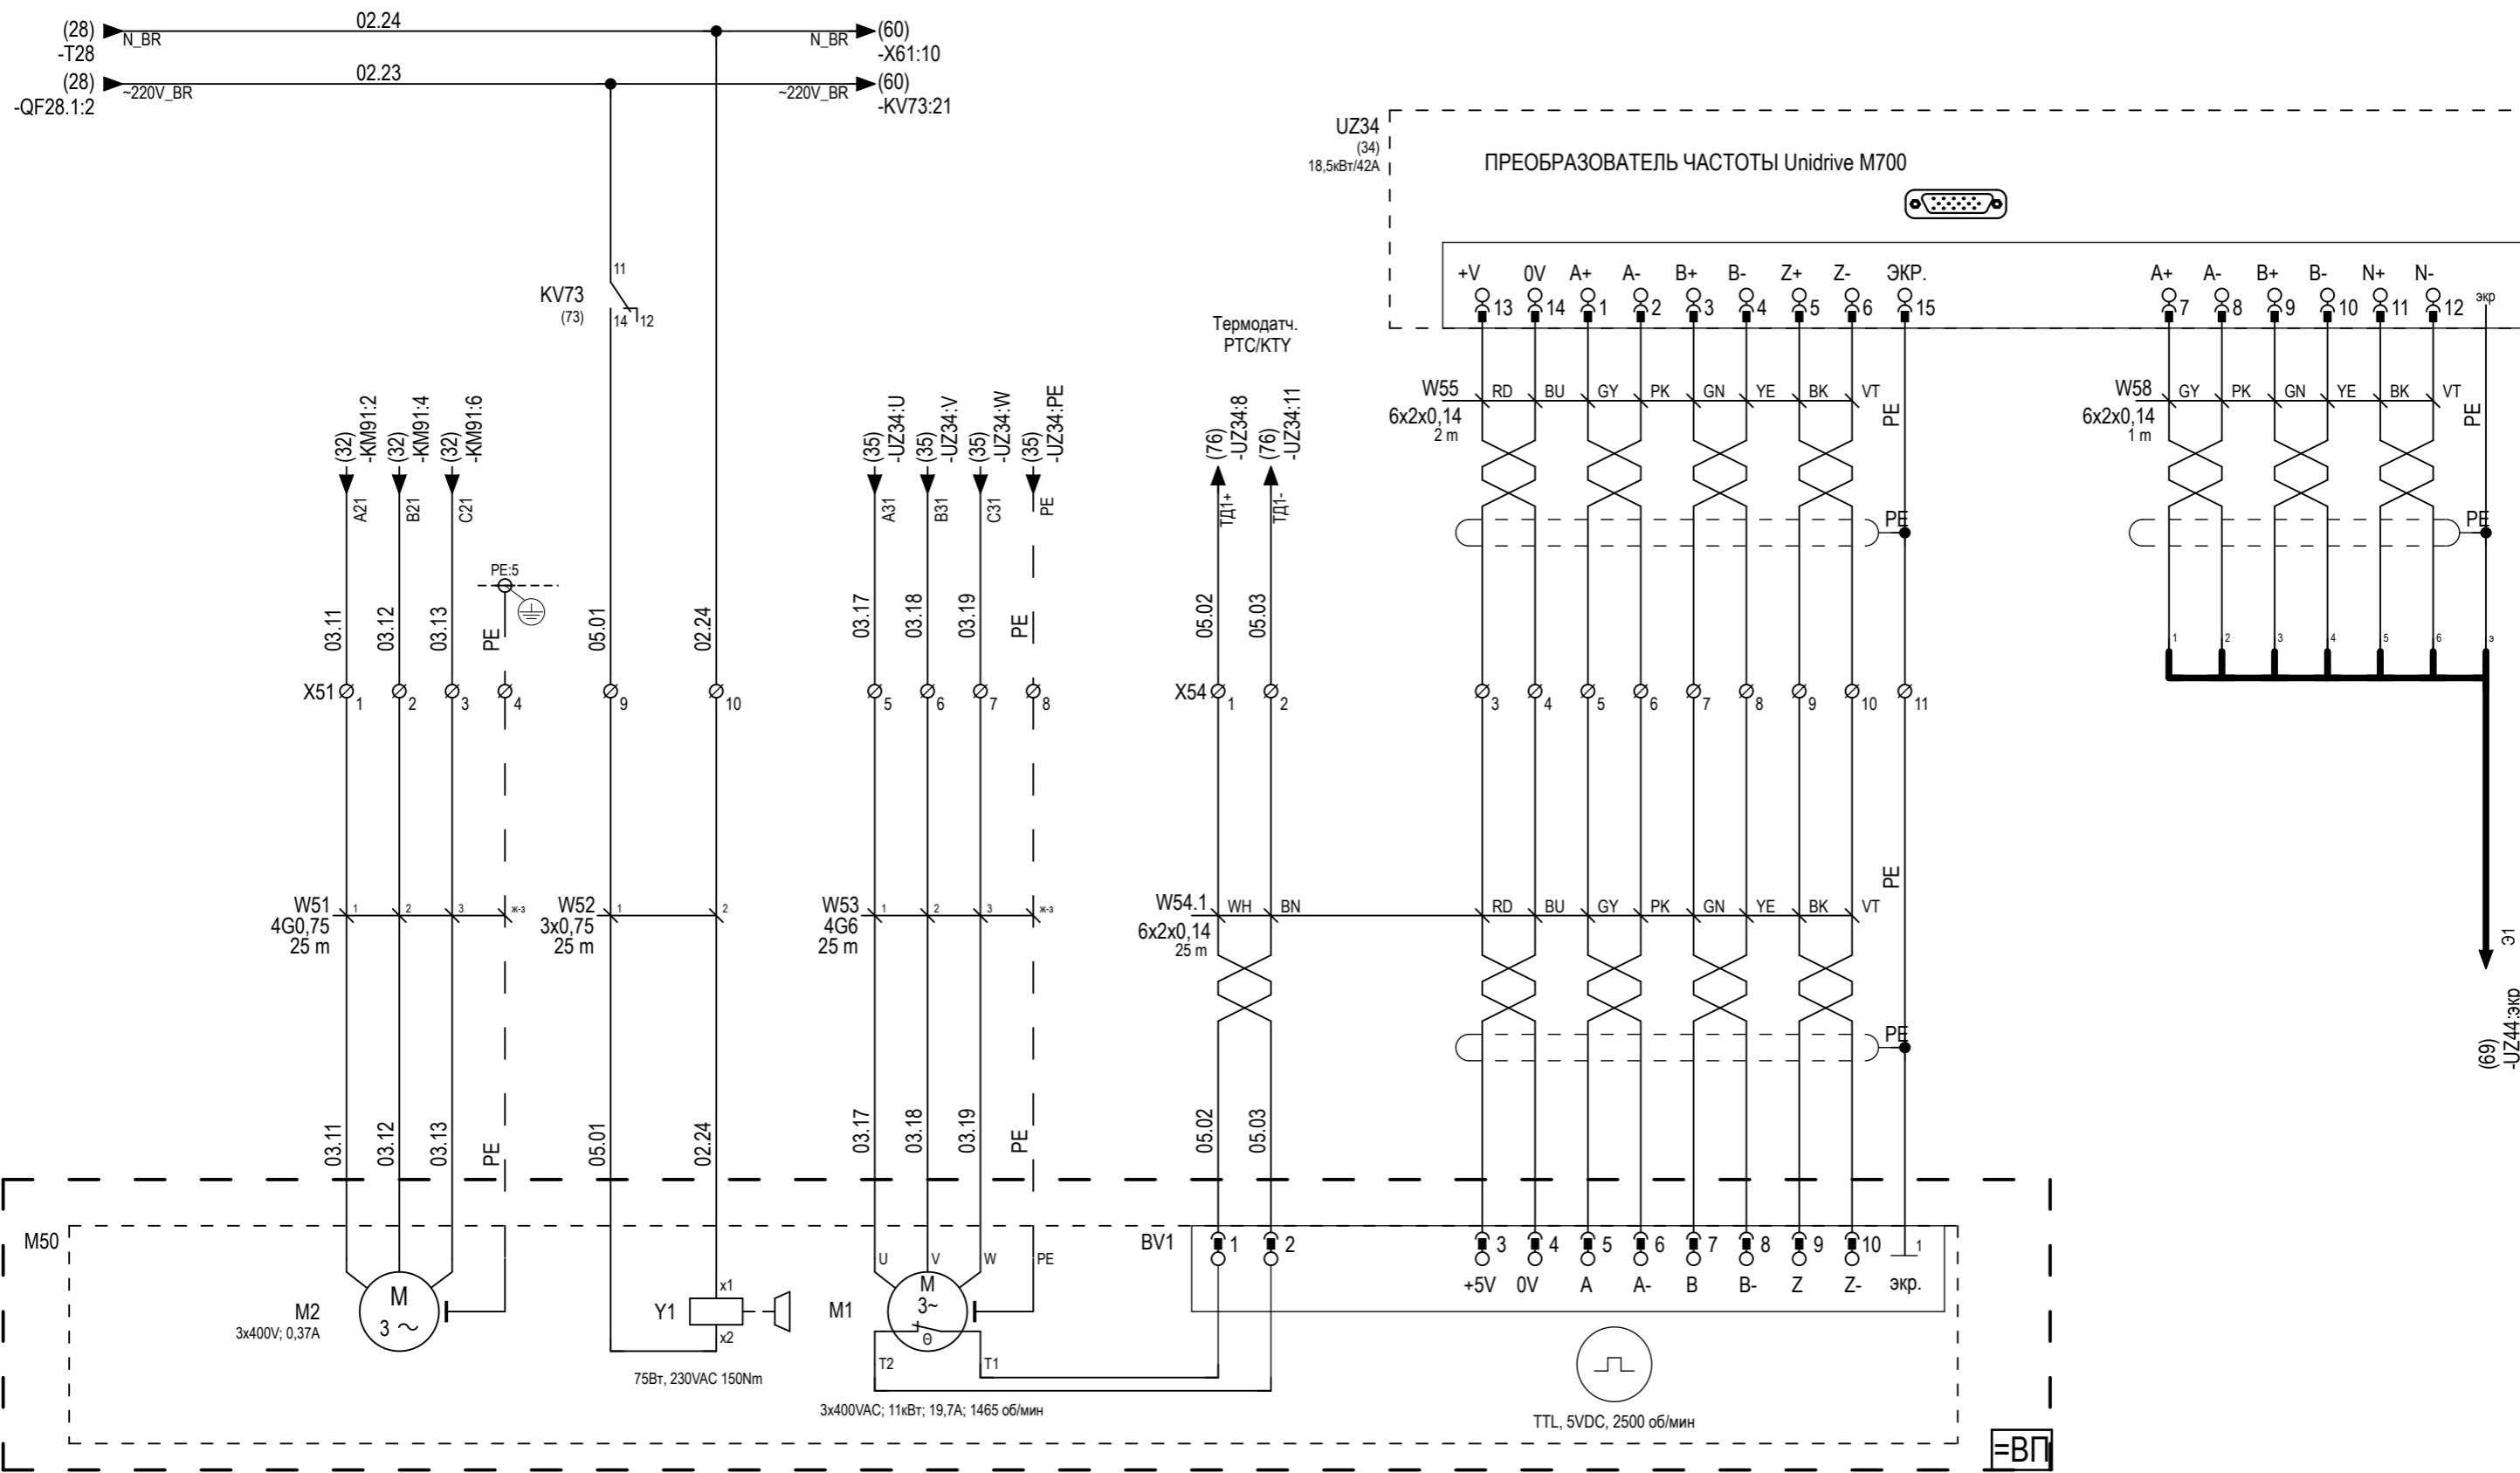 (28)
-T28
N_BR
02.24
N_BR
(60)
-X61:10
(28)
-QF28.1:2
~220V_BR
02.23
~220V_BR
(60)
-KV73:21
UZ34
(34)
18,5кВт/42А
ПРЕОБРАЗОВАТЕЛЬ ЧАСТОТЫ Unidrive M700
+V 0V A+ A- B+ B- Z+ Z- ЭКР.
13 14 1 2 3 4 5 6 15
A+ A- B+ B- N+ N-
7 8 9 10 11 12 экр
KV73
(73)
11
14 12
Термодатч.
PTC/KTY
(32)
-KM91:2
(32)
-KM91:4
(32)
-KM91:6
A21 B21 C21
(35)
-UZ34:U
(35)
-UZ34:V
(35)
-UZ34:W
(35)
-UZ34:PE
A31 B31 C31 PE
(76)
-UZ34:8
(76)
-UZ34:11
ТД1+ ТД1-
W55
6x2x0,14
2 m
RD BU GY PK GN YE BK VT PE
PE
W58
6x2x0,14
1 m
GY PK GN YE BK VT PE
PE
PE:5
03.11 03.12 03.13 PE 05.01 02.24 03.17 03.18 03.19 PE 05.02 05.03
1 2 3 4 5 6 э
X51
1 2 3 4 9 10 5 6 7 8
X54
1 2 3 4 5 6 7 8 9 10 11
W51
4G0,75
25 m
1 2 3 ж-з
W52
3x0,75
25 m
1 2
W53
4G6
25 m
1 2 3 ж-з
W54.1
6x2x0,14
25 m
WH BN RD BU GY PK GN YE BK VT PE
PE
Э1
(69)
-UZ44:экр
03.11 03.12 03.13 PE 05.01 02.24 03.17 03.18 03.19 PE 05.02 05.03
M50
M2
3x400V; 0,37A
M
3 ~
Y1
x1
x2
75Вт, 230VAC 150Nm
M1
U V W PE
M
3~
Θ
T2 T1
3x400VAC; 11кВт; 19,7А; 1465 об/мин
BV1
1 2 3 4 5 6 7 8 9 10 1
+5V 0V A A- B B- Z Z- экр.
TTL, 5VDC, 2500 об/мин
=ВП